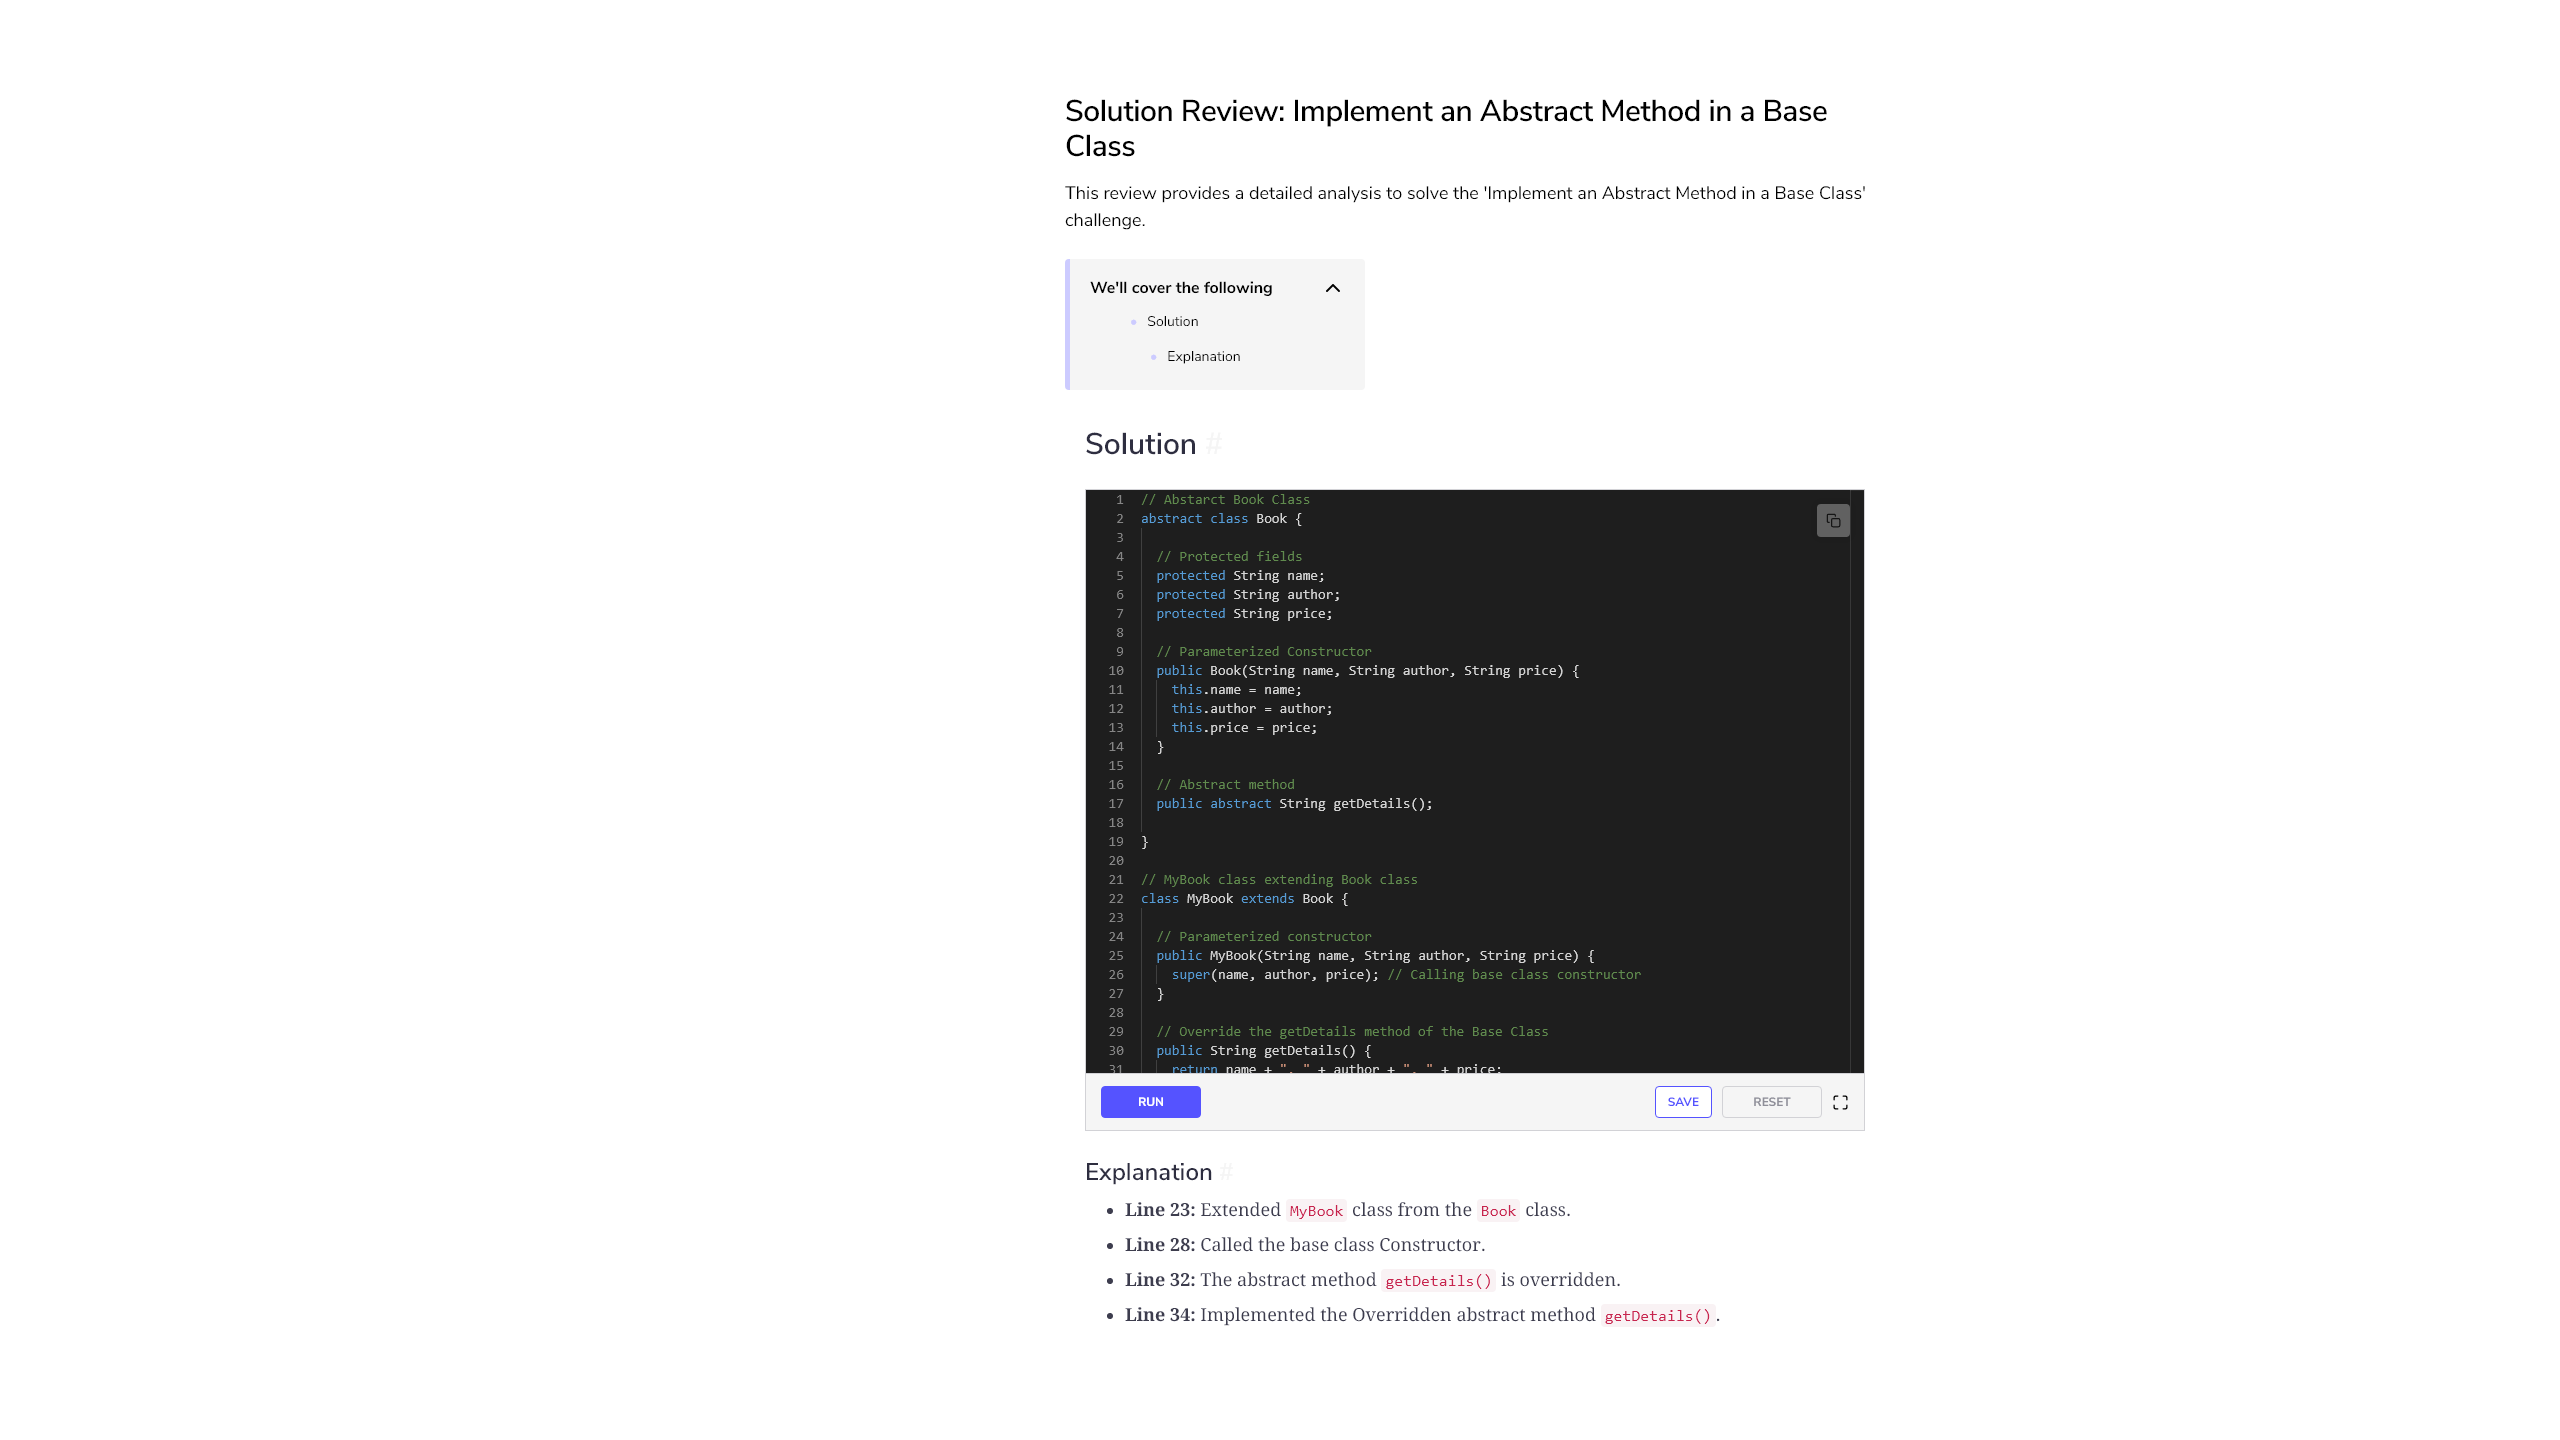 Solution Review: Implement an Abstract Method in a Base
Class
This review provides a detailed analysis to solve the 'Implement an Abstract Method in a Base Class'
challenge.
We'll cover the following
Solution
Explanation
Solution #
1 // Abstarct Book Class
2 abstract class Book {
3
4 // Protected fields
5 protected String name;
6 protected String author;
7 protected String price;
8
9 // Parameterized Constructor
10 public Book(String name, String author, String price) {
11 this.name = name;
12 this.author = author;
13 this.price = price;
14 }
15
16 // Abstract method
17 public abstract String getDetails();
18
19 }
20
21 // MyBook class extending Book class
22 class MyBook extends Book {
23
24 // Parameterized constructor
25 public MyBook(String name, String author, String price) {
26 super(name, author, price); // Calling base class constructor
27 }
28
29 // Override the getDetails method of the Base Class
30 public String getDetails() {
31 return name + ", " + author + ", " + price;
RUN SAVE RESET
Explanation #
Line 23: Extended MyBook class from the Book class.
Line 28: Called the base class Constructor.
Line 32: The abstract method getDetails() is overridden.
Line 34: Implemented the Overridden abstract method getDetails().